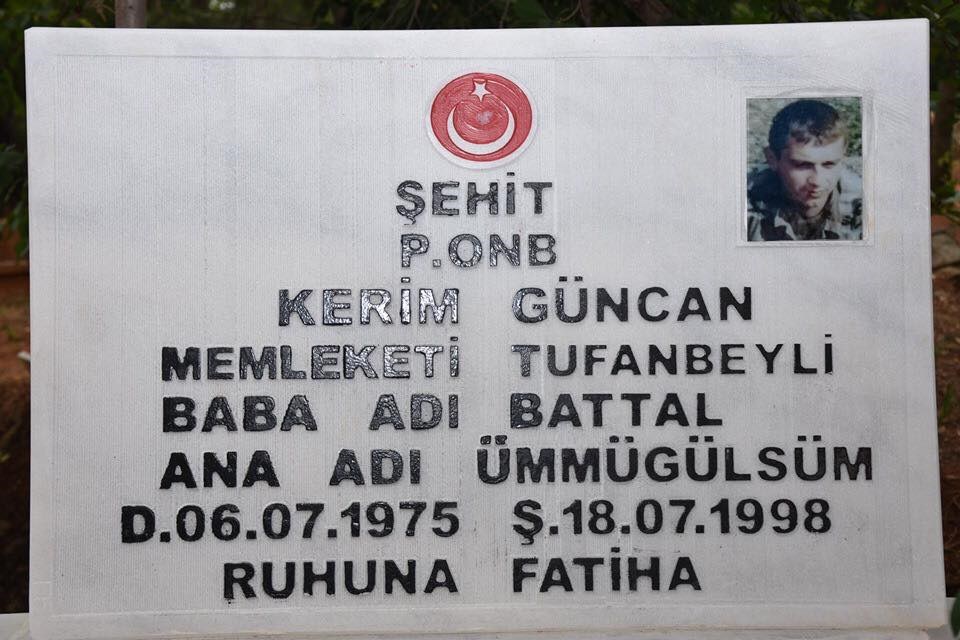 ŞEHİT
P.ONB
KERİM GÜNCAN
MEMLEKETİ TUFANBEYLİ
BABA ADI BATTAL
ANA ADI ÜMMÜGÜLSÜM
D.06.07.1975 Ş.18.07.1998
RUHUNA FATİHA